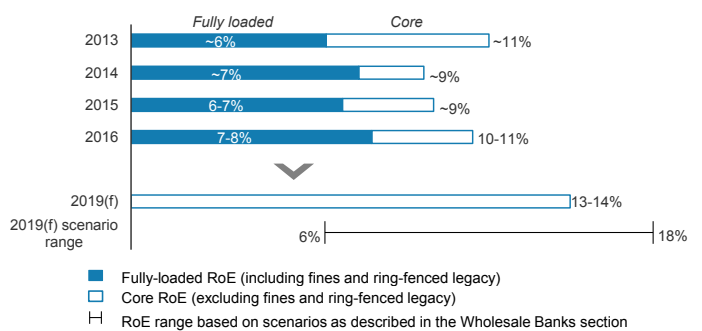 Fully loaded Core
2013 ~6% ~11%
2014 ~7% ~9%
2015 6-7% ~9%
2016 7-8% 10-11%
2019(f) 13-14%
2019(f) scenario
range
6% 18%
Fully-loaded RoE (including fines and ring-fenced legacy)
Core RoE (excluding fines and ring-fenced legacy)
RoE range based on scenarios as described in the Wholesale Banks section